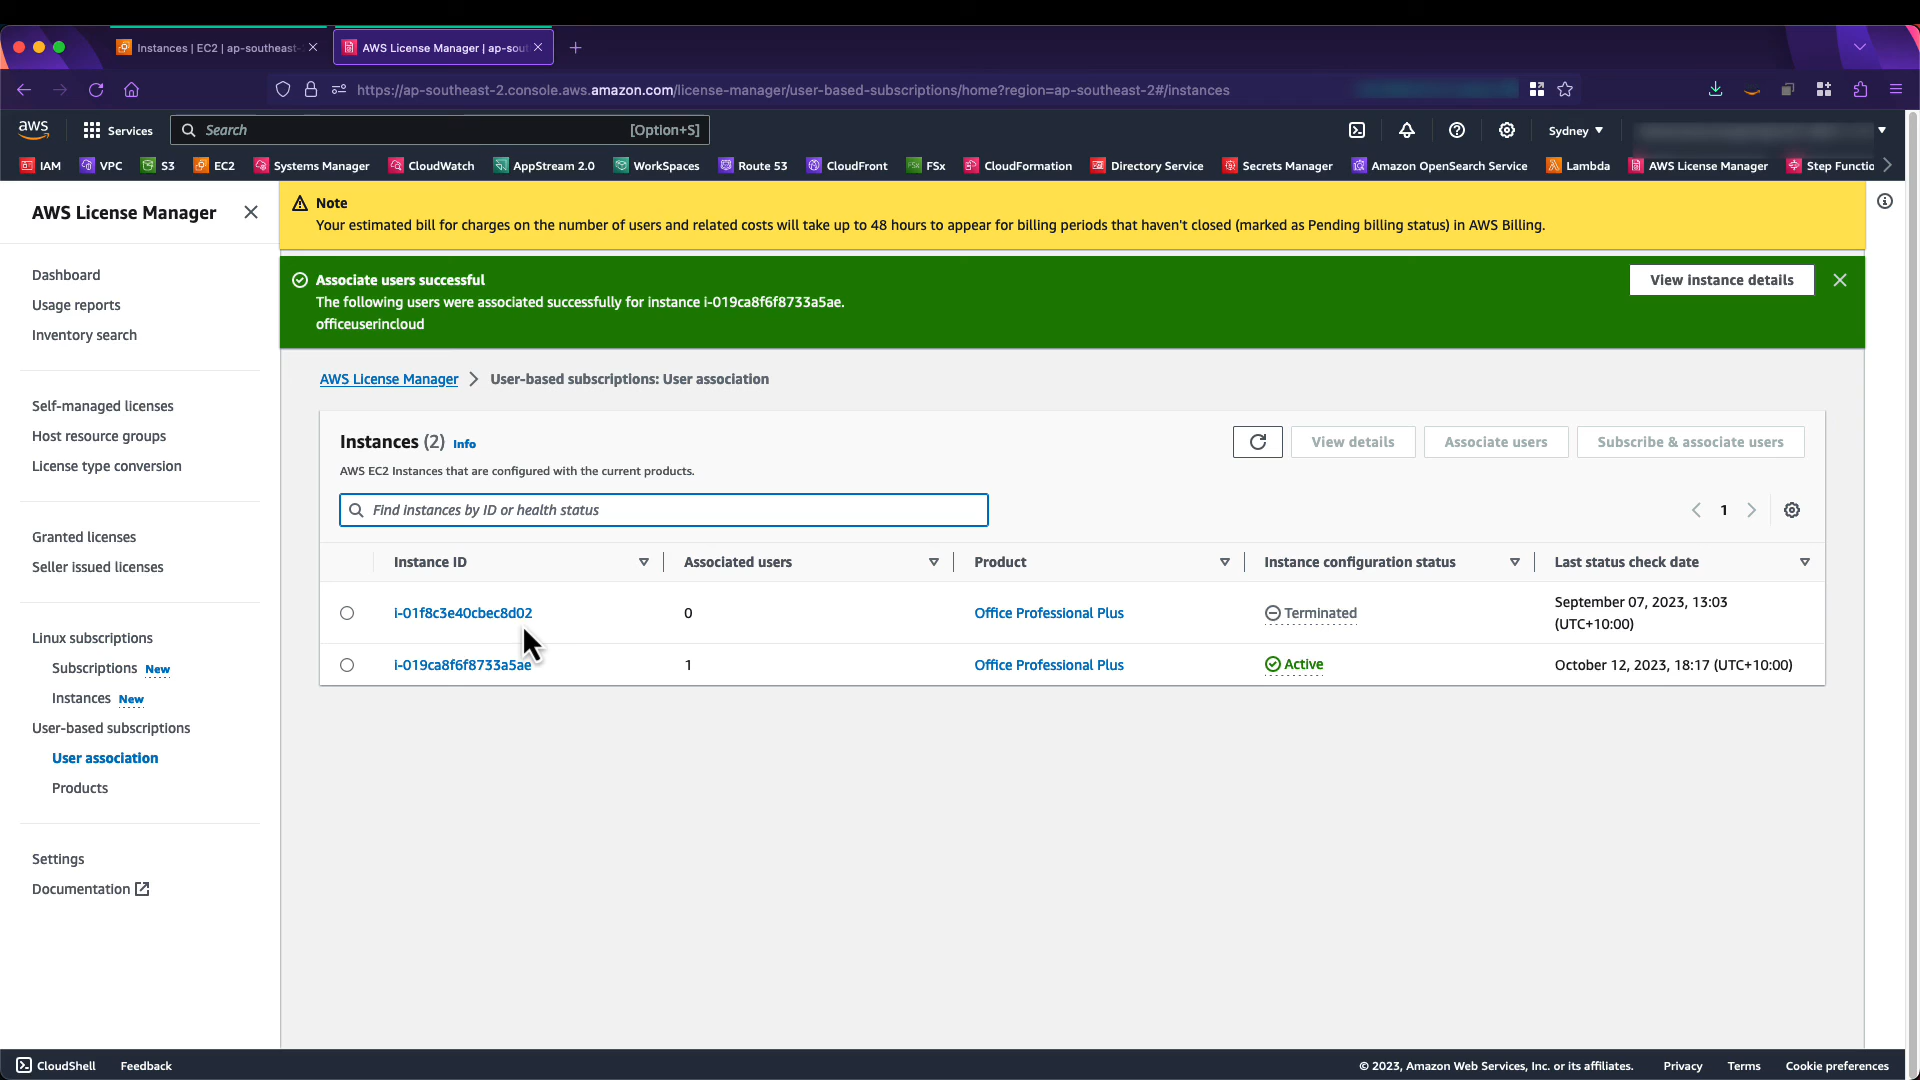 Instances | EC2 | ap-southeast-
AWS License Manager | ap-sou
https://ap-southeast-2.console.aws.amazon.com/license-manager/user-based-subscriptions/home?region=ap-southeast-2#/instances
aws
Services
Search
[Option+S]
Sydney
IAM
VPC
S3
EC2
Systems Manager
CloudWatch
AppStream 2.0
WorkSpaces
Route 53
CloudFront
FSx
CloudFormation
Directory Service
Secrets Manager
Amazon OpenSearch Service
Lambda
AWS License Manager
Step Functio
AWS License Manager
Dashboard
Usage reports
Inventory search
Self-managed licenses
Host resource groups
License type conversion
Granted licenses
Seller issued licenses
Linux subscriptions
Subscriptions New
Instances New
User-based subscriptions
User association
Products
Settings
Documentation
Note
Your estimated bill for charges on the number of users and related costs will take up to 48 hours to appear for billing periods that haven't closed (marked as Pending billing status) in AWS Billing.
Associate users successful
The following users were associated successfully for instance i-019ca8f6f8733a5ae.
officeuserincloud
View instance details
AWS License Manager > User-based subscriptions: User association
Instances (2) Info
AWS EC2 Instances that are configured with the current products.
View details
Associate users
Subscribe & associate users
Find instances by ID or health status
1
Instance ID
Associated users
Product
Instance configuration status
Last status check date
i-01f8c3e40cbec8d02
0
Office Professional Plus
Terminated
September 07, 2023, 13:03
(UTC+10:00)
i-019ca8f6f8733a5ae
1
Office Professional Plus
Active
October 12, 2023, 18:17 (UTC+10:00)
CloudShell
Feedback
© 2023, Amazon Web Services, Inc. or its affiliates.
Privacy
Terms
Cookie preferences